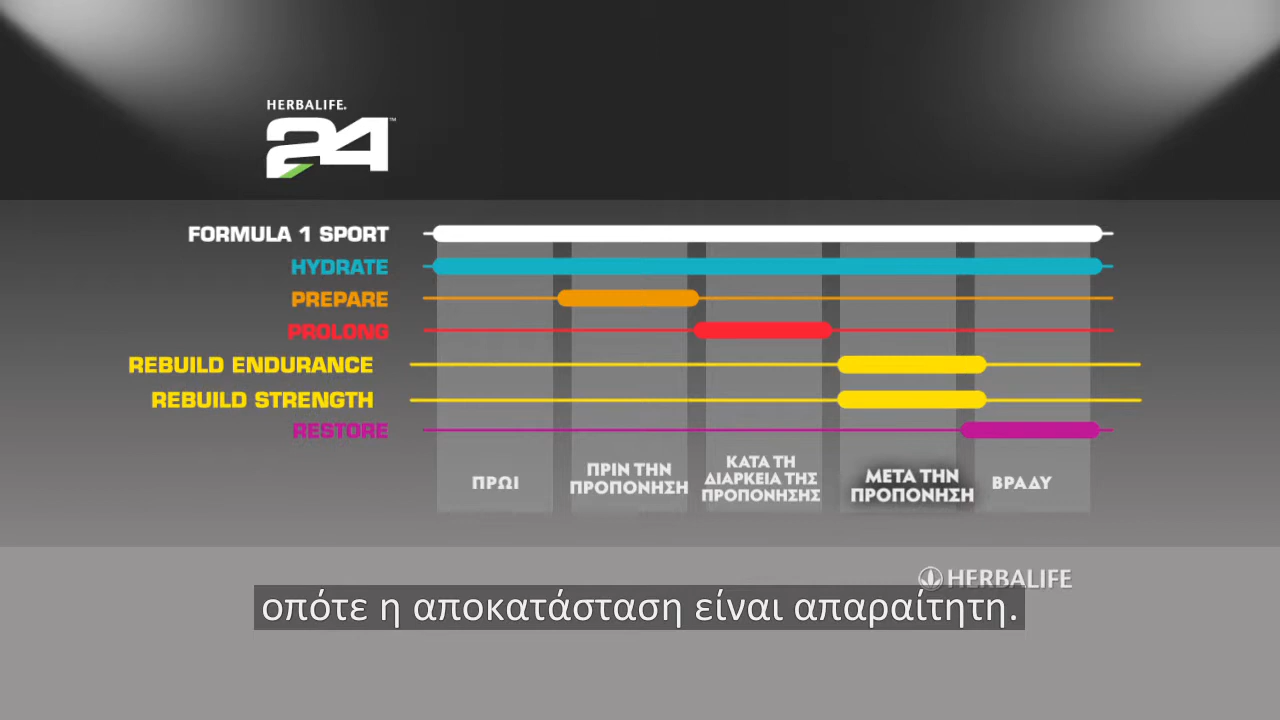 HERBALIFE.
24™
FORMULA 1 SPORT
HYDRATE
PREPARE
PROLONG
REBUILD ENDURANCE
REBUILD STRENGTH
RESTORE
ΠΡΩΙ
ΠΡΙΝ ΤΗΝ
ΠΡΟΠΟΝΗΣΗ
ΚΑΤΑ ΤΗ
ΔΙΑΡΚΕΙΑ ΤΗΣ
ΠΡΟΠΟΝΗΣΗΣ
ΜΕΤΑ ΤΗΝ
ΠΡΟΠΟΝΗΣΗ
ΒΡΑΔΥ
HERBALIFE
οπότε η αποκατάσταση είναι απαραίτητη.